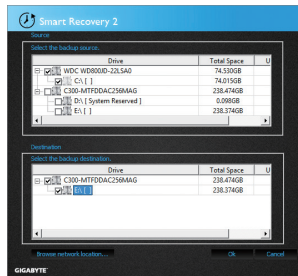 Smart Recovery 2
Source
Select the backup source.
Drive Total Space U
WDC WD800JD-22LSA0 74.530GB
C:\ [ ] 74.015GB
C300-MTFDDAC256MAG 238.474GB
D:\ [ System Reserved ] 0.098GB
E:\ [ ] 238.374GB
Destination
Select the backup destination.
Drive Total Space U
C300-MTFDDAC256MAG 238.474GB
E:\ [ ] 238.374GB
Browse network location... Ok Cancel
GIGABYTE